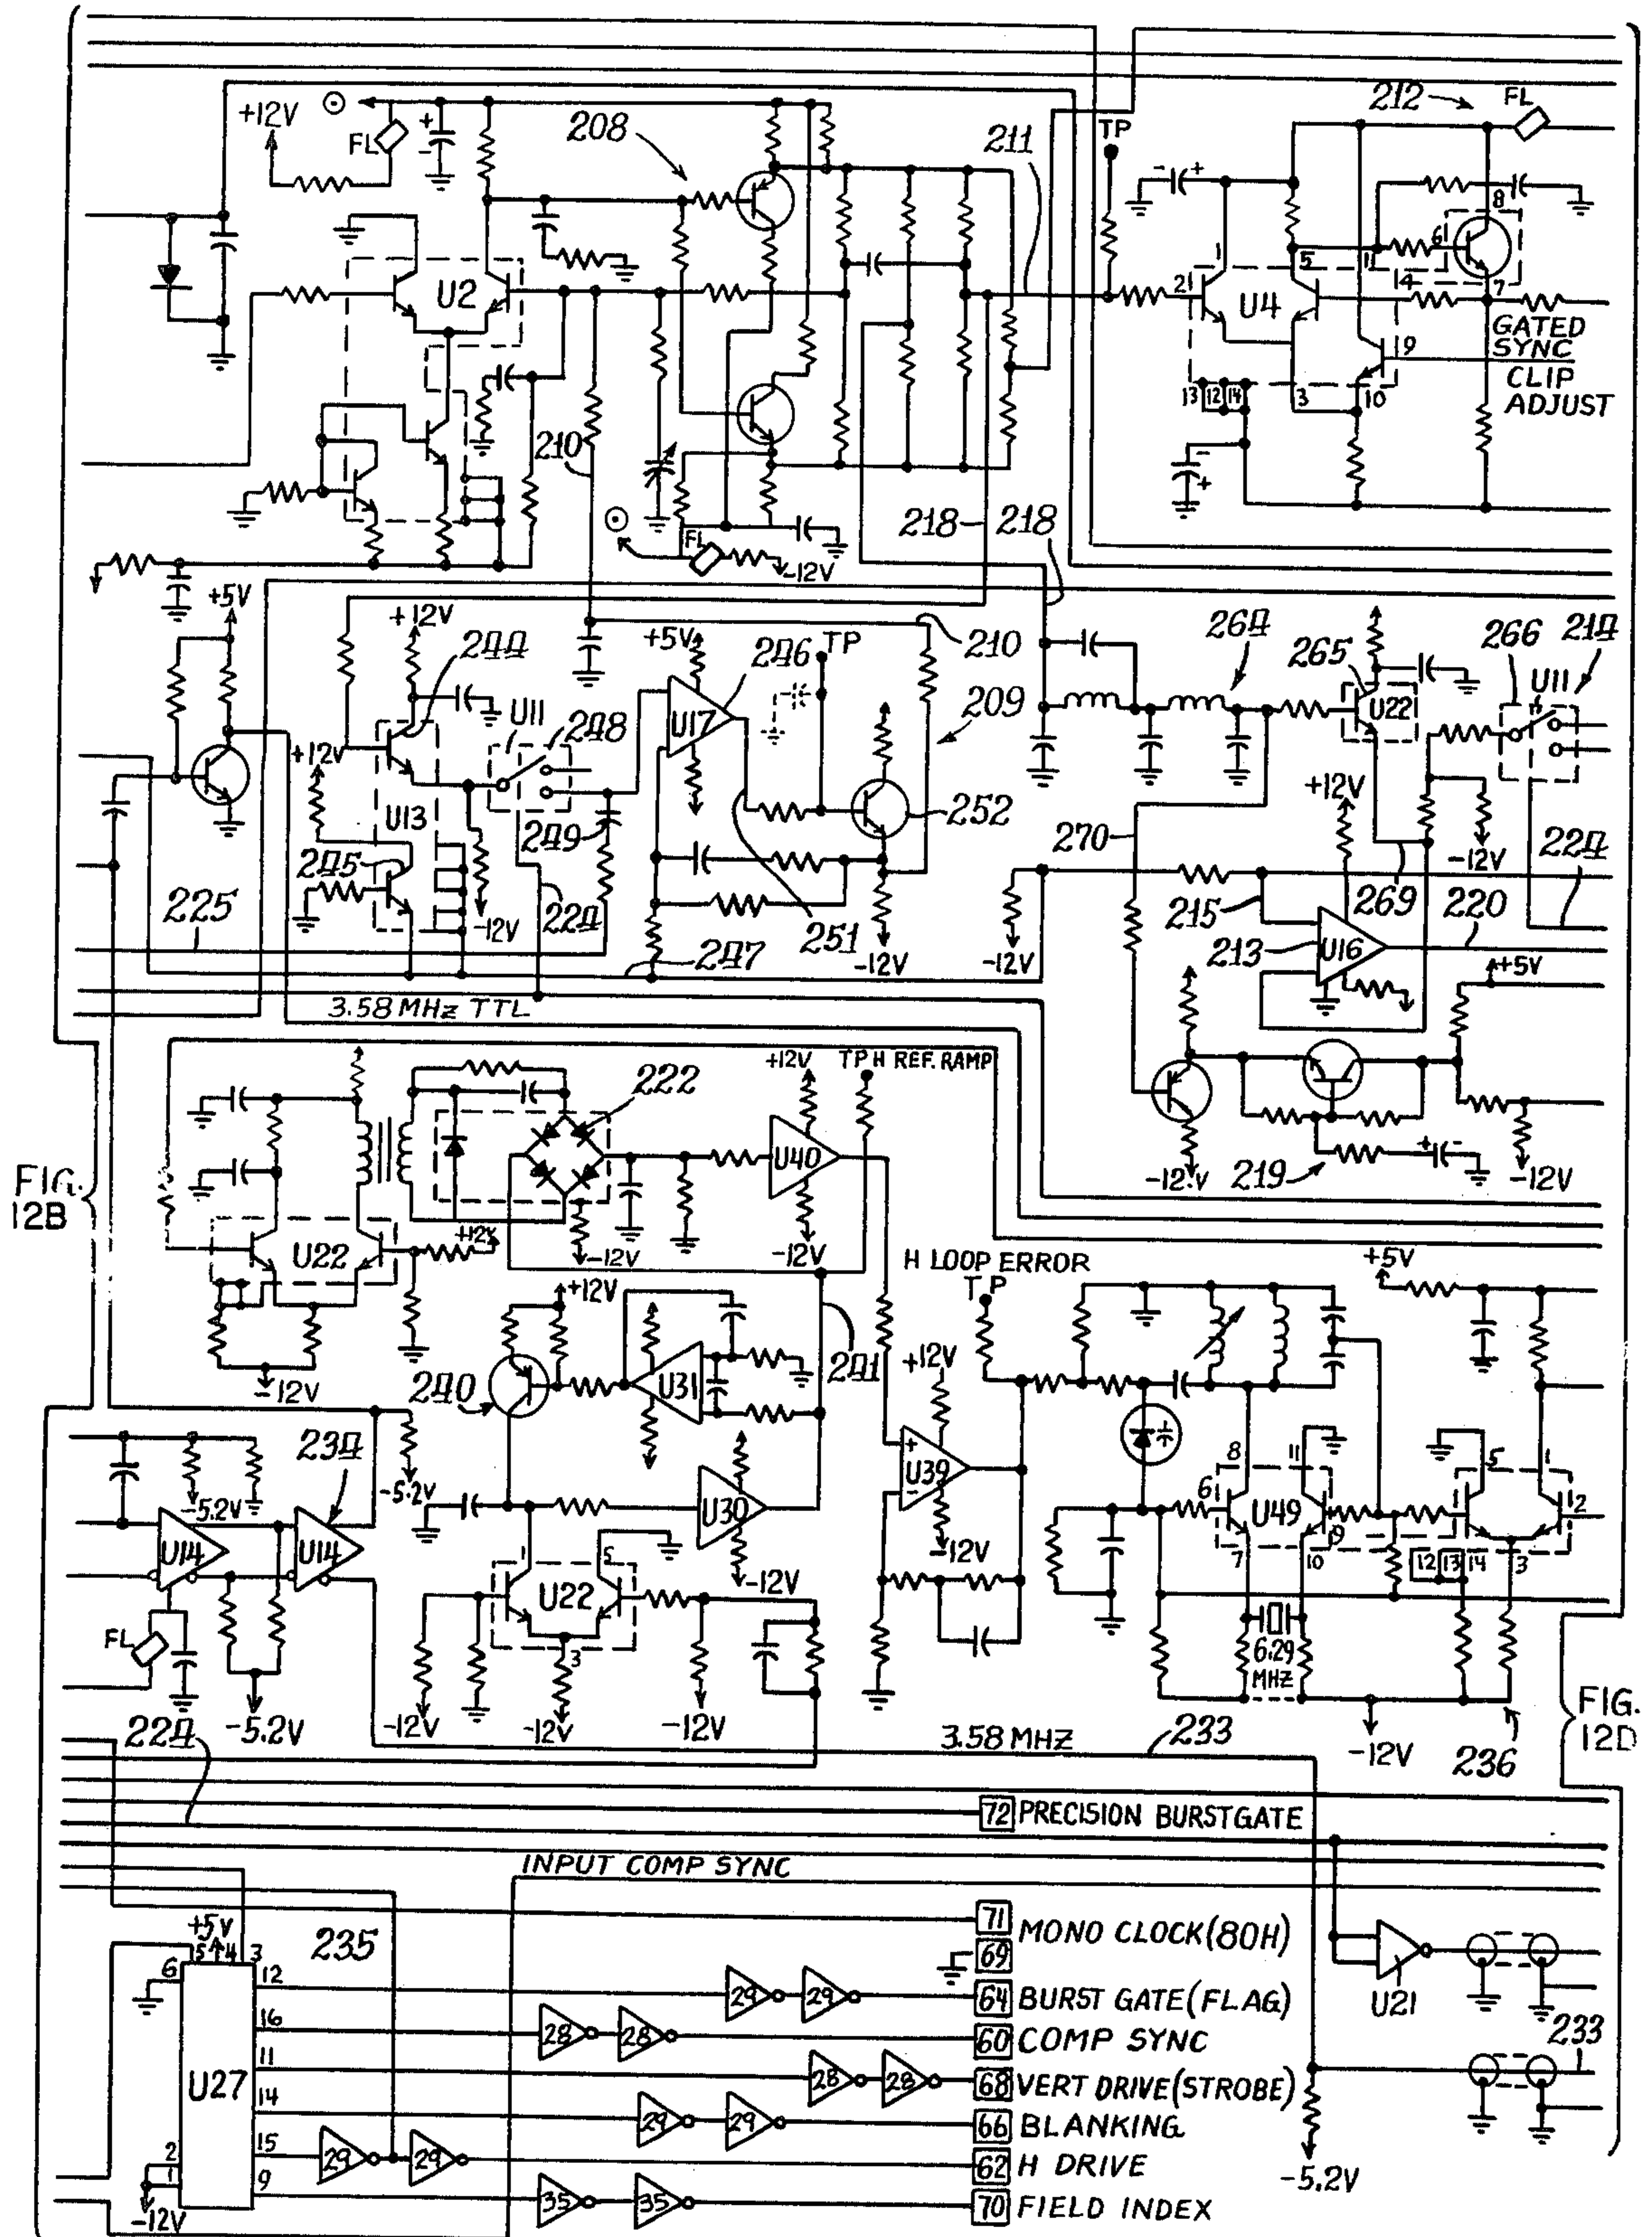 212
FL
+12V
FL
+
-
208
211
TP
-
+
8
1
5
11
6
2
U4
4
7
U2
GATED
SYNC
9
CLIP
ADJUST
13
12
14
3
10
210
-
+
218
218
FL
-12V
+5V
+12V
244
+5V
246
TP
210
264
265
266
214
U11
U11
248
U17
209
U22
+12V
U13
249
252
+12V
270
-12V
224
245
225
-12V
224
251
215
269
220
247
-12V
-12V
213
U16
+5V
3.58 MHz TTL
+12V
TP H REF. RAMP
222
U40
+
-
FIG.
12B
-12V
219
-12V
U22
+12V
-12V
-12V
H LOOP ERROR
TP
+5V
+12V
-12V
240
U31
241
+12V
234
+
U39
-
8
11
5
1
-5.2V
-5.2V
U30
6
U49
9
2
U14
U14
-12V
7
10
12
13
14
3
1
5
-12V
U22
FL
3
6.29
MHZ
-5.2V
-12V
-12V
-12V
FIG.
12D
224
3.58 MHZ
233
-12V
236
72 PRECISION BURSTGATE
INPUT COMP SYNC
+5V
235
71
MONO CLOCK(80H)
5
4
3
69
6
12
29
29
64 BURST GATE(FLAG)
U21
16
28
28
60 COMP SYNC
233
11
U27
28
28
68 VERT DRIVE(STROBE)
14
29
29
66 BLANKING
2
15
29
29
62 H DRIVE
1
9
-5.2V
35
35
70 FIELD INDEX
-12V